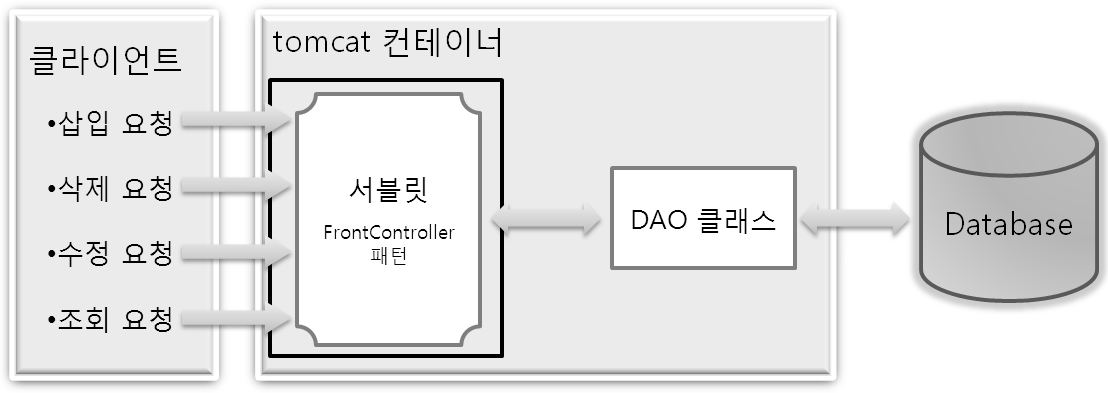 클라이언트
•삽입 요청
•삭제 요청
•수정 요청
•조회 요청
tomcat 컨테이너
서블릿
FrontController
패턴
DAO 클래스
Database